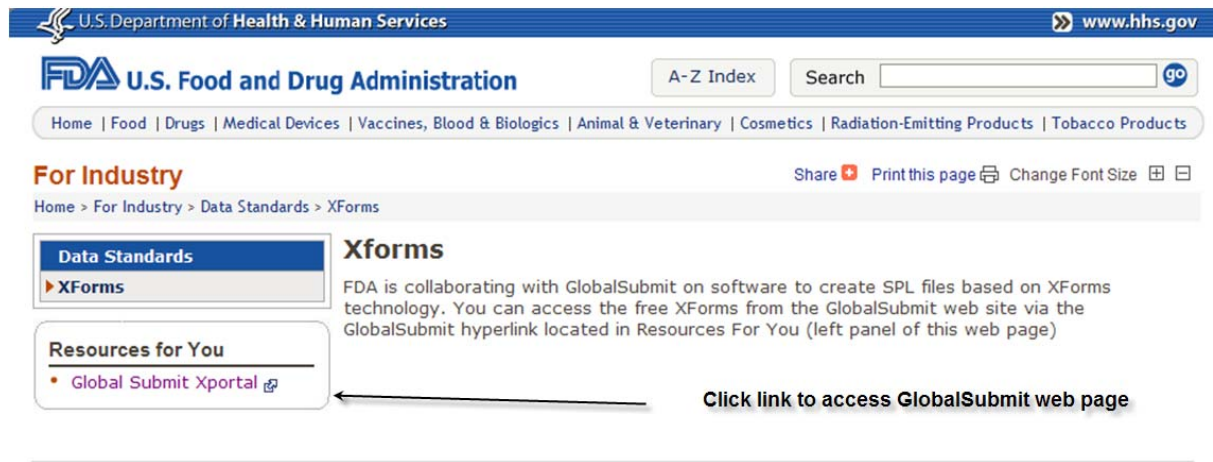 U.S. Department of Health & Human Services
www.hhs.gov
FDA U.S. Food and Drug Administration
A-Z Index
Search
go
Home | Food | Drugs | Medical Devices | Vaccines, Blood & Biologics | Animal & Veterinary | Cosmetics | Radiation-Emitting Products | Tobacco Products
For Industry
Share Print this page Change Font Size
Home > For Industry > Data Standards > XForms
Data Standards
XForms
Resources for You
• Global Submit Xportal
Xforms
FDA is collaborating with GlobalSubmit on software to create SPL files based on XForms
technology. You can access the free XForms from the GlobalSubmit web site via the
GlobalSubmit hyperlink located in Resources For You (left panel of this web page)
Click link to access GlobalSubmit web page